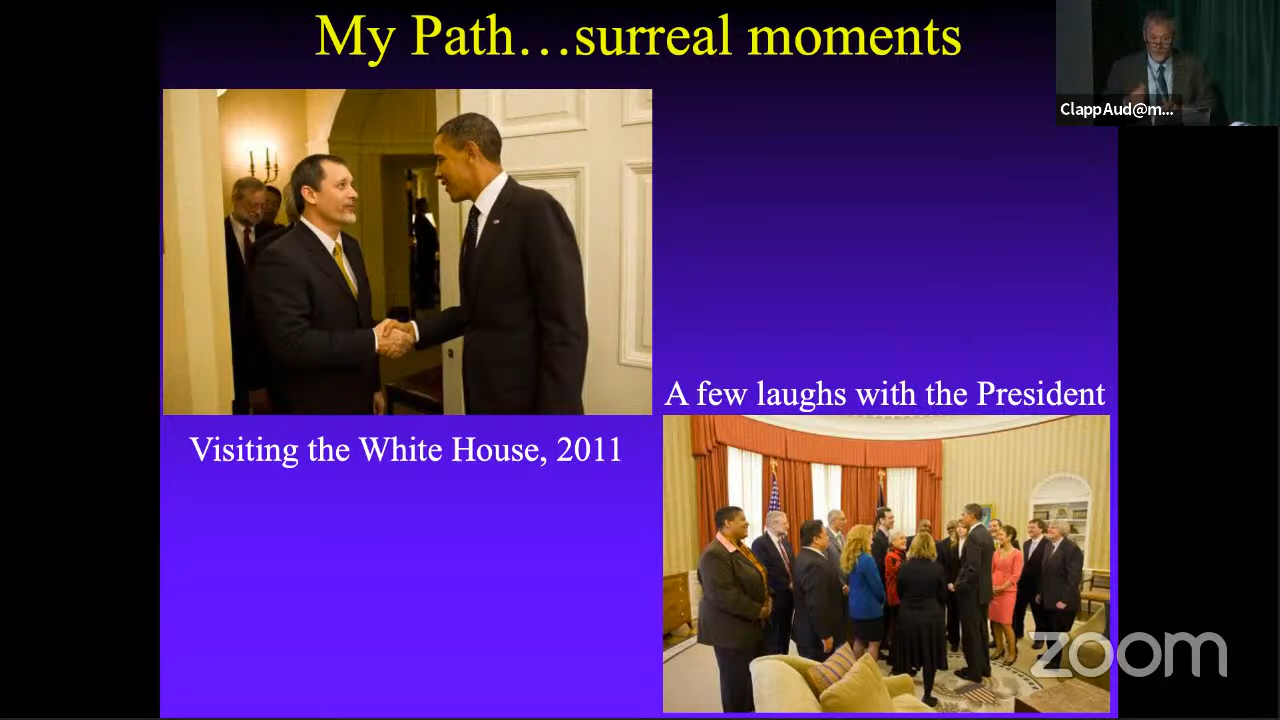 My Path…surreal moments
ClappAud@m...
A few laughs with the President
Visiting the White House, 2011
zoom